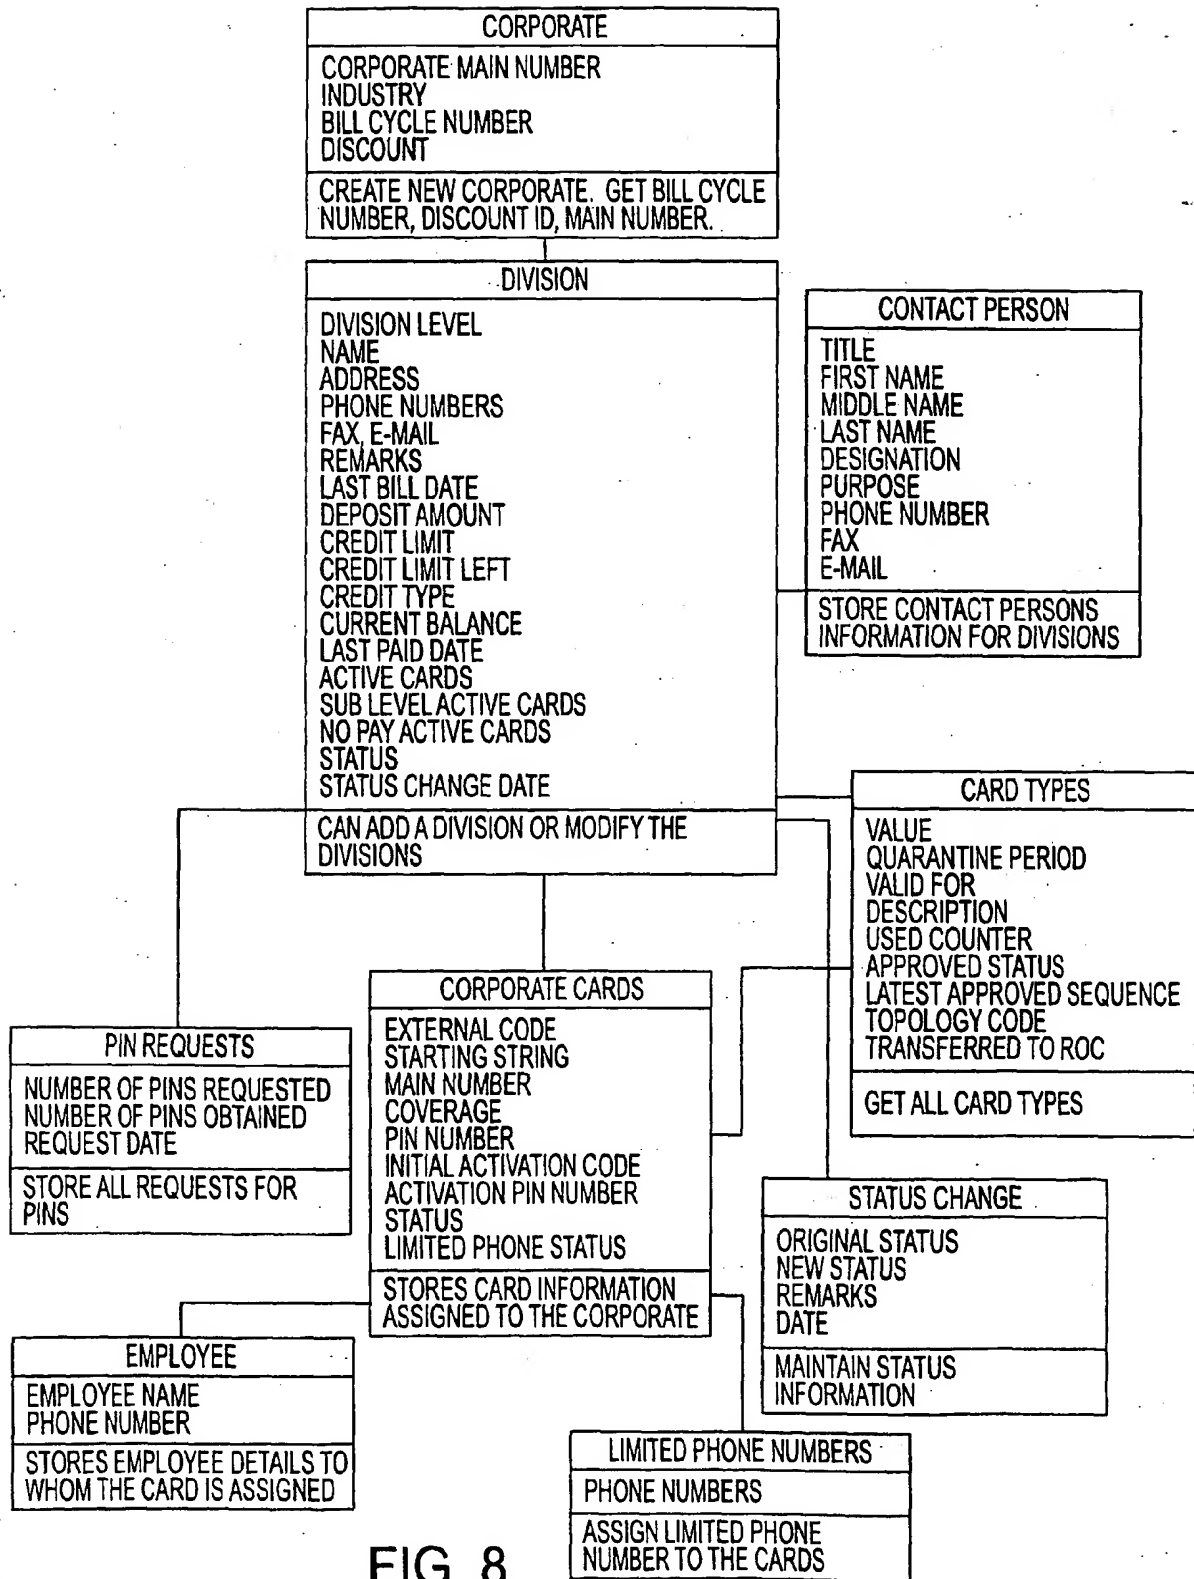 CORPORATE
CORPORATE MAIN NUMBER
INDUSTRY
BILL CYCLE NUMBER
DISCOUNT
CREATE NEW CORPORATE. GET BILL CYCLE
NUMBER, DISCOUNT ID, MAIN NUMBER.
DIVISION
DIVISION LEVEL
NAME
ADDRESS
PHONE NUMBERS
FAX, E-MAIL
REMARKS
LAST BILL DATE
DEPOSIT AMOUNT
CREDIT LIMIT
CREDIT LIMIT LEFT
CREDIT TYPE
CURRENT BALANCE
LAST PAID DATE
ACTIVE CARDS
SUB LEVEL ACTIVE CARDS
NO PAY ACTIVE CARDS
STATUS
STATUS CHANGE DATE
CAN ADD A DIVISION OR MODIFY THE
DIVISIONS
CONTACT PERSON
TITLE
FIRST NAME
MIDDLE NAME
LAST NAME
DESIGNATION
PURPOSE
PHONE NUMBER
FAX
E-MAIL
STORE CONTACT PERSONS
INFORMATION FOR DIVISIONS
CARD TYPES
VALUE
QUARANTINE PERIOD
VALID FOR
DESCRIPTION
USED COUNTER
APPROVED STATUS
LATEST APPROVED SEQUENCE
TOPOLOGY CODE
TRANSFERRED TO ROC
GET ALL CARD TYPES
CORPORATE CARDS
EXTERNAL CODE
STARTING STRING
MAIN NUMBER
COVERAGE
PIN NUMBER
INITIAL ACTIVATION CODE
ACTIVATION PIN NUMBER
STATUS
LIMITED PHONE STATUS
STORES CARD INFORMATION
ASSIGNED TO THE CORPORATE
PIN REQUESTS
NUMBER OF PINS REQUESTED
NUMBER OF PINS OBTAINED
REQUEST DATE
STORE ALL REQUESTS FOR
PINS
STATUS CHANGE
ORIGINAL STATUS
NEW STATUS
REMARKS
DATE
MAINTAIN STATUS
INFORMATION
EMPLOYEE
EMPLOYEE NAME
PHONE NUMBER
STORES EMPLOYEE DETAILS TO
WHOM THE CARD IS ASSIGNED
LIMITED PHONE NUMBERS
PHONE NUMBERS
ASSIGN LIMITED PHONE
NUMBER TO THE CARDS
FIG. 8